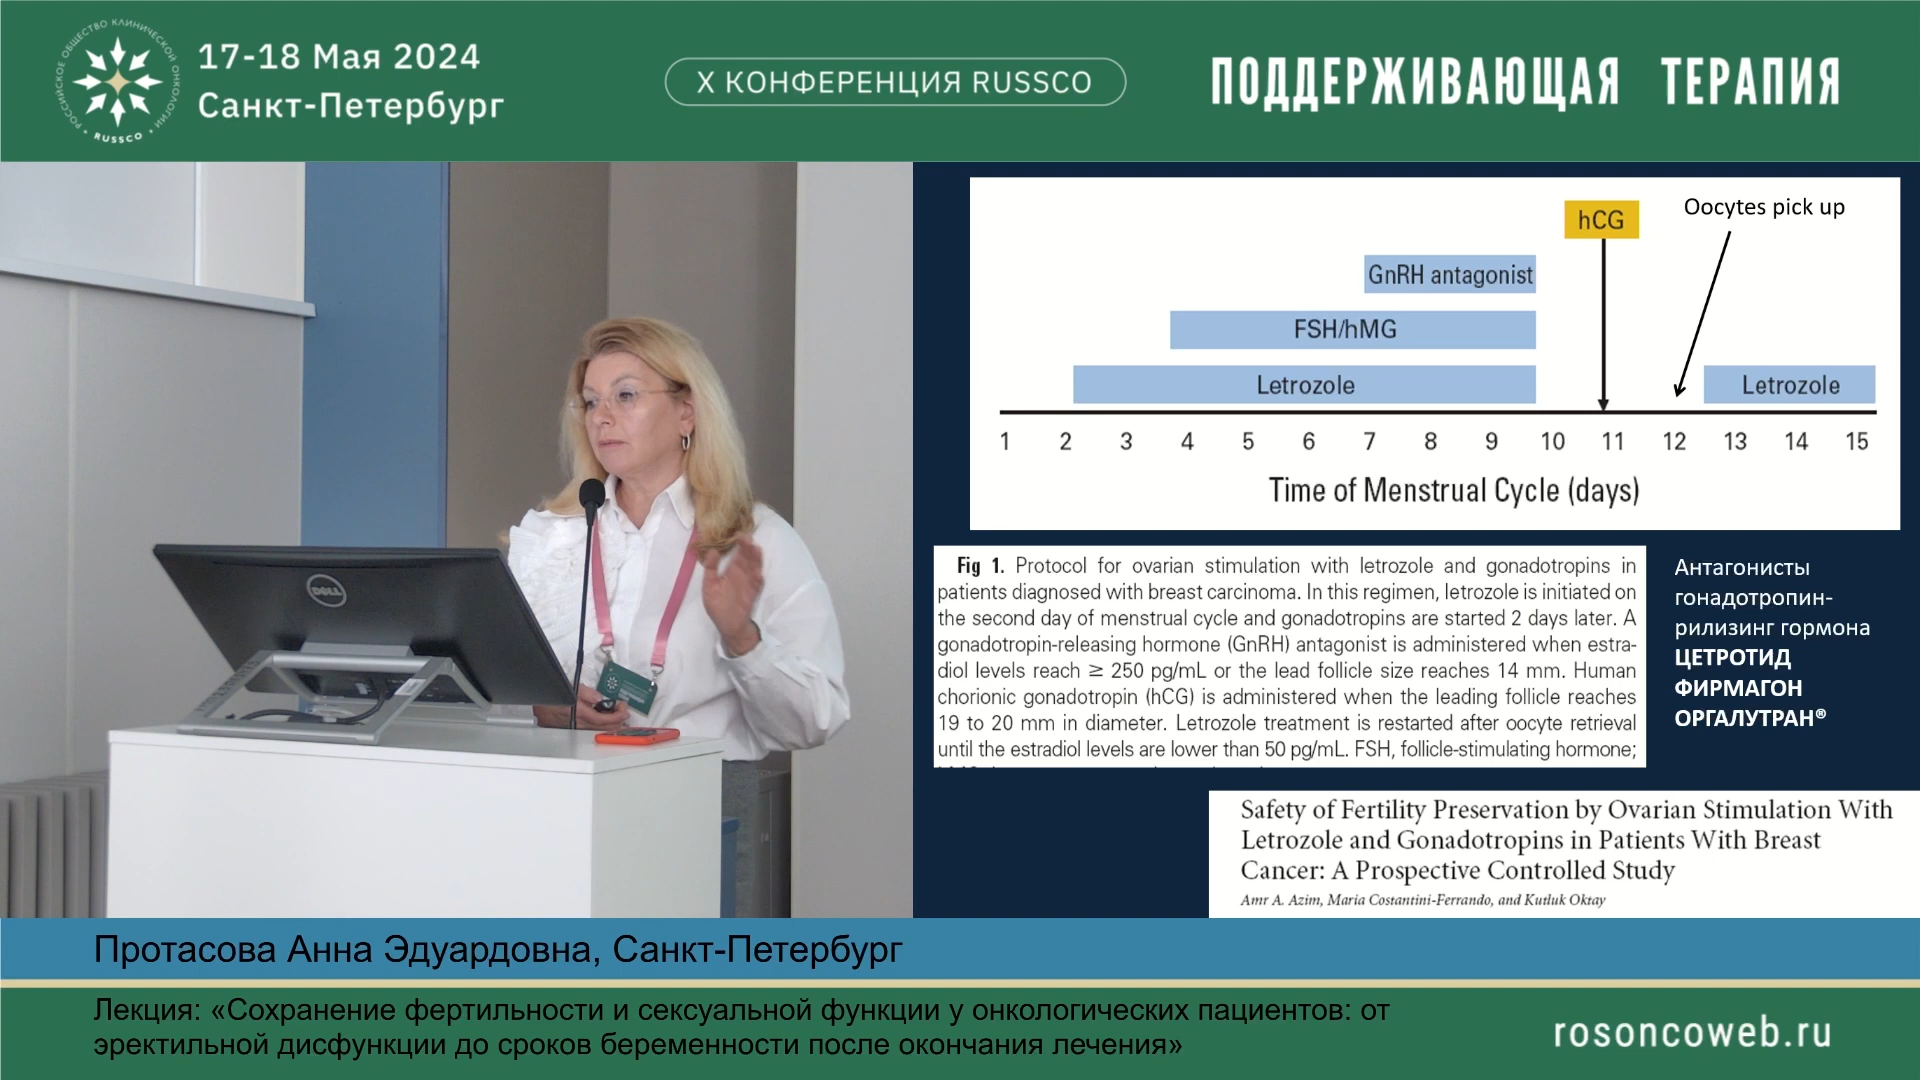 РОССИЙСКОЕ ОБЩЕСТВО КЛИНИЧЕСКОЙ ОНКОЛОГИИ
RUSSCO
17-18 Мая 2024
Санкт-Петербург
X КОНФЕРЕНЦИЯ RUSSCO
ПОДДЕРЖИВАЮЩАЯ ТЕРАПИЯ
DELL
hCG
Oocytes pick up
GnRH antagonist
FSH/hMG
Letrozole
Letrozole
1 2 3 4 5 6 7 8 9 10 11 12 13 14 15
Time of Menstrual Cycle (days)
Fig 1. Protocol for ovarian stimulation with letrozole and gonadotropins in
patients diagnosed with breast carcinoma. In this regimen, letrozole is initiated on
the second day of menstrual cycle and gonadotropins are started 2 days later. A
gonadotropin-releasing hormone (GnRH) antagonist is administered when estra-
diol levels reach ≥ 250 pg/mL or the lead follicle size reaches 14 mm. Human
chorionic gonadotropin (hCG) is administered when the leading follicle reaches
19 to 20 mm in diameter. Letrozole treatment is restarted after oocyte retrieval
until the estradiol levels are lower than 50 pg/mL. FSH, follicle-stimulating hormone;
Антагонисты
гонадотропин-
рилизинг гормона
ЦЕТРОТИД
ФИРМАГОН
ОРГАЛУТРАН®
Safety of Fertility Preservation by Ovarian Stimulation With
Letrozole and Gonadotropins in Patients With Breast
Cancer: A Prospective Controlled Study
Amr A. Azim, Maria Costantini-Ferrando, and Kutluk Oktay
Протасова Анна Эдуардовна, Санкт-Петербург
Лекция: «Сохранение фертильности и сексуальной функции у онкологических пациентов: от
эректильной дисфункции до сроков беременности после окончания лечения»
rosoncoweb.ru